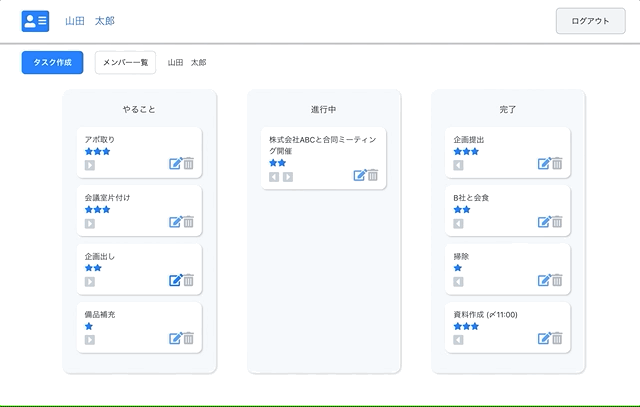 山田　太郎
ログアウト
タスク作成
メンバー一覧
山田　太郎
やること
アポ取り
会議室片付け
企画出し
備品補充
進行中
株式会社ABCと合同ミーティン
グ開催
完了
企画提出
B社と会食
掃除
資料作成 (〆11:00)